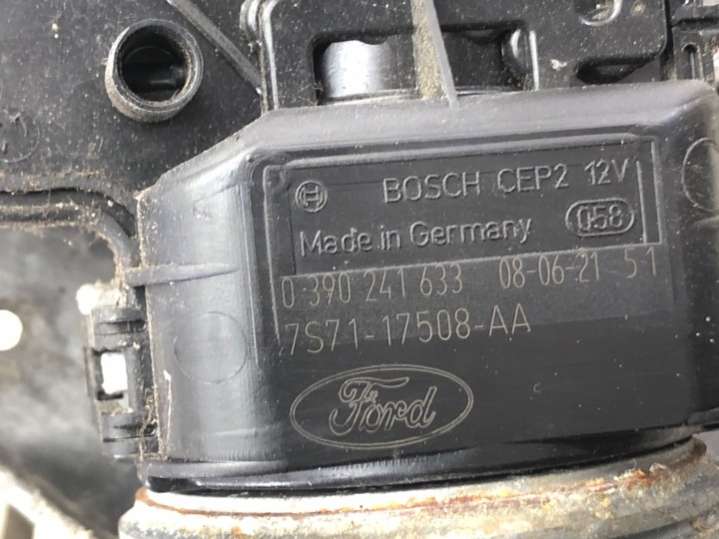 BOSCH CEP2 12V
Made in Germany 058
0 390 241 633 08-06-21 51
7S71-17508-AA
Ford